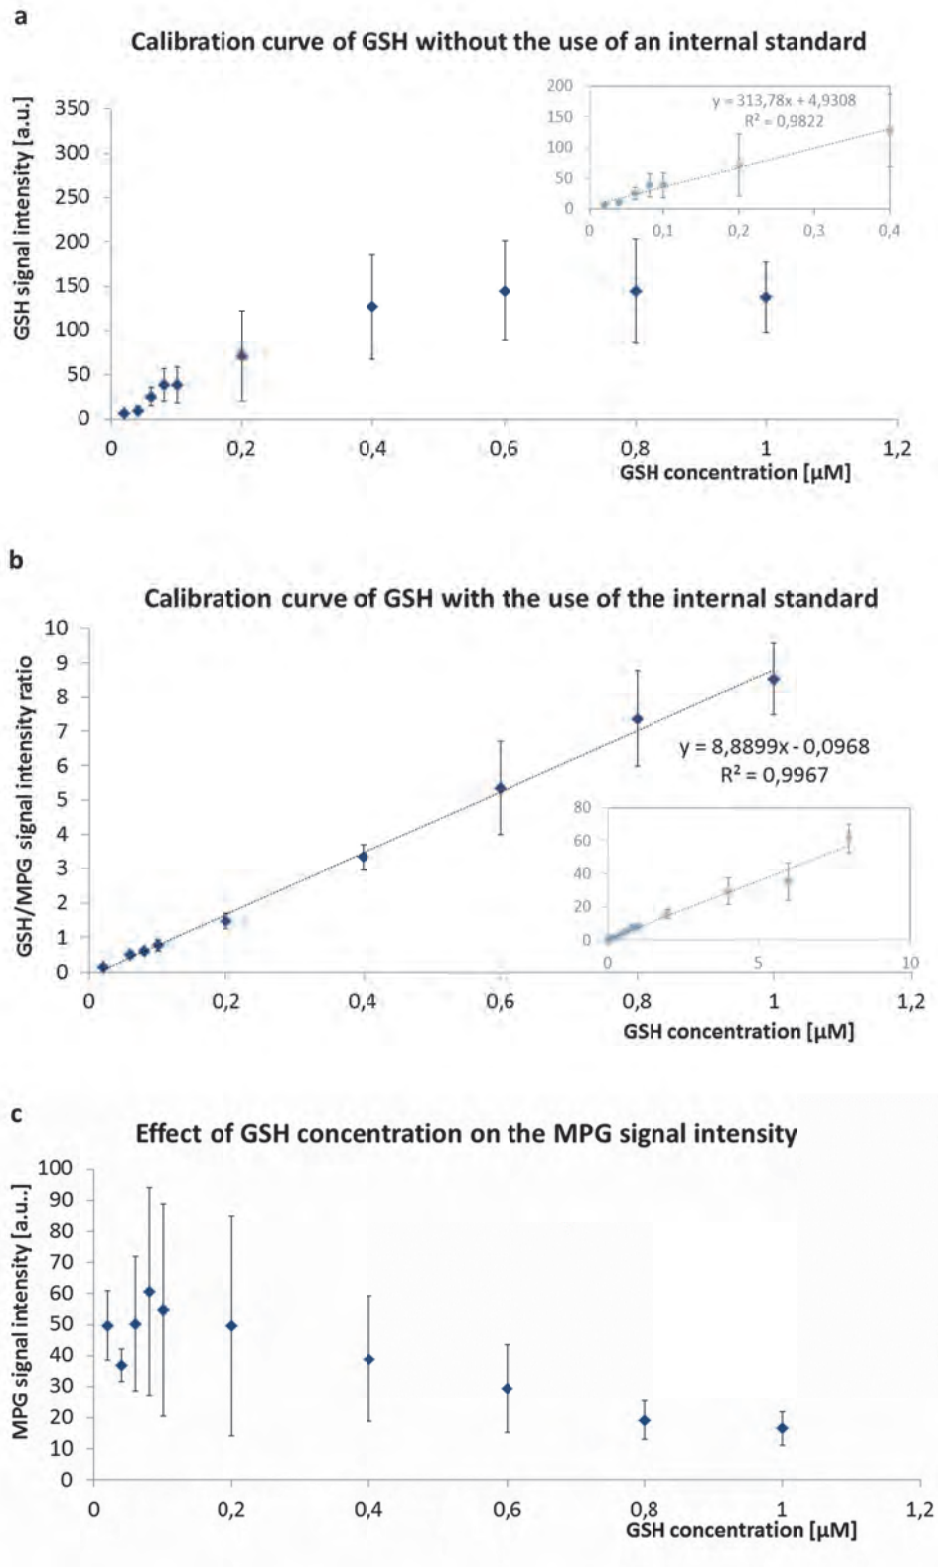 a
Calibration curve of GSH without the use of an internal standard
GSH signal intensity [a.u.]
350
300
250
200
150
100
50
0
0 0,2 0,4 0,6 0,8 1 1,2
GSH concentration [µM]
200
150
100
50
0
0 0,1 0,2 0,3 0,4
y = 313,78x + 4,9308
R² = 0,9822
b
Calibration curve of GSH with the use of the internal standard
GSH/MPG signal intensity ratio
10
9
8
7
6
5
4
3
2
1
0
0 0,2 0,4 0,6 0,8 1 1,2
GSH concentration [µM]
y = 8,8899x - 0,0968
R² = 0,9967
80
60
40
20
0
0 5 10
c
Effect of GSH concentration on the MPG signal intensity
MPG signal intensity [a.u..]
100
90
80
70
60
50
40
30
20
10
0
0 0,2 0,4 0,6 0,8 1 1,2
GSH concentration [µM]